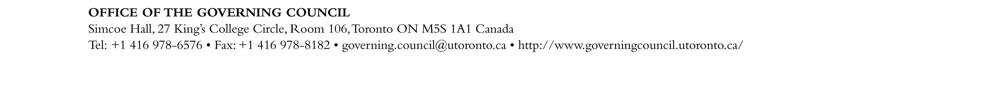 OFFICE OF THE GOVERNING COUNCIL
Simcoe Hall, 27 King’s College Circle, Room 106, Toronto ON M5S 1A1 Canada
Tel: +1 416 978-6576 • Fax: +1 416 978-8182 • governing.council@utoronto.ca • http://www.governingcouncil.utoronto.ca/